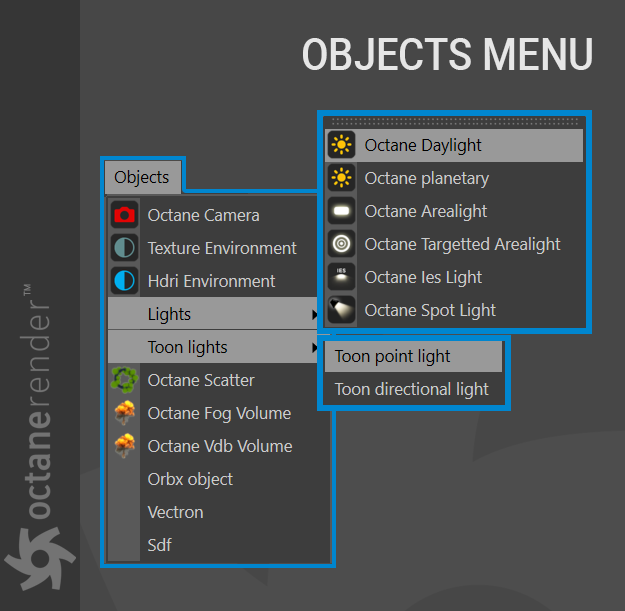 OBJECTS MENU
Objects
Octane Camera
Texture Environment
Hdri Environment
Lights
Toon lights
Octane Scatter
Octane Fog Volume
Octane Vdb Volume
Orbx object
Vectron
Sdf
Octane Daylight
Octane planetary
Octane Arealight
Octane Targetted Arealight
IES
Octane Ies Light
Octane Spot Light
Toon point light
Toon directional light
octanerender™